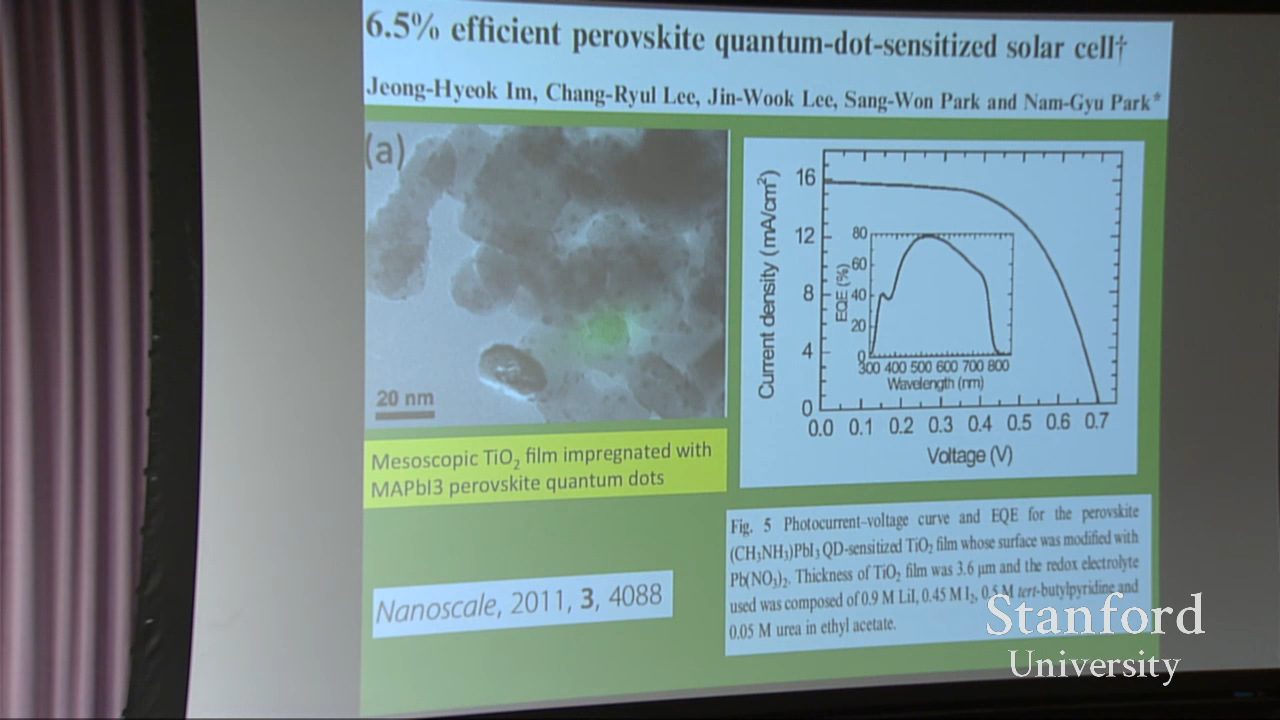 6.5% efficient perovskite quantum-dot-sensitized solar cell†
Jeong-Hyeok Im, Chang-Ryul Lee, Jin-Wook Lee, Sang-Won Park and Nam-Gyu Park*
(a)
20 nm
Mesoscopic TiO₂ film impregnated with
MAPbI3 perovskite quantum dots
Nanoscale, 2011, 3, 4088
Current density (mA/cm²)
16
12
8
4
0
0.0 0.1 0.2 0.3 0.4 0.5 0.6 0.7
Voltage (V)
EQE (%)
80
60
40
20
0
300 400 500 600 700 800
Wavelength (nm)
Fig. 5 Photocurrent–voltage curve and EQE for the perovskite
(CH₃NH₃)PbI₃ QD-sensitized TiO₂ film whose surface was modified with
Pb(NO₃)₂. Thickness of TiO₂ film was 3.6 μm and the redox electrolyte
used was composed of 0.9 M LiI, 0.45 M I₂, 0.5 M tert-butylpyridine and
0.05 M urea in ethyl acetate.
Stanford
University